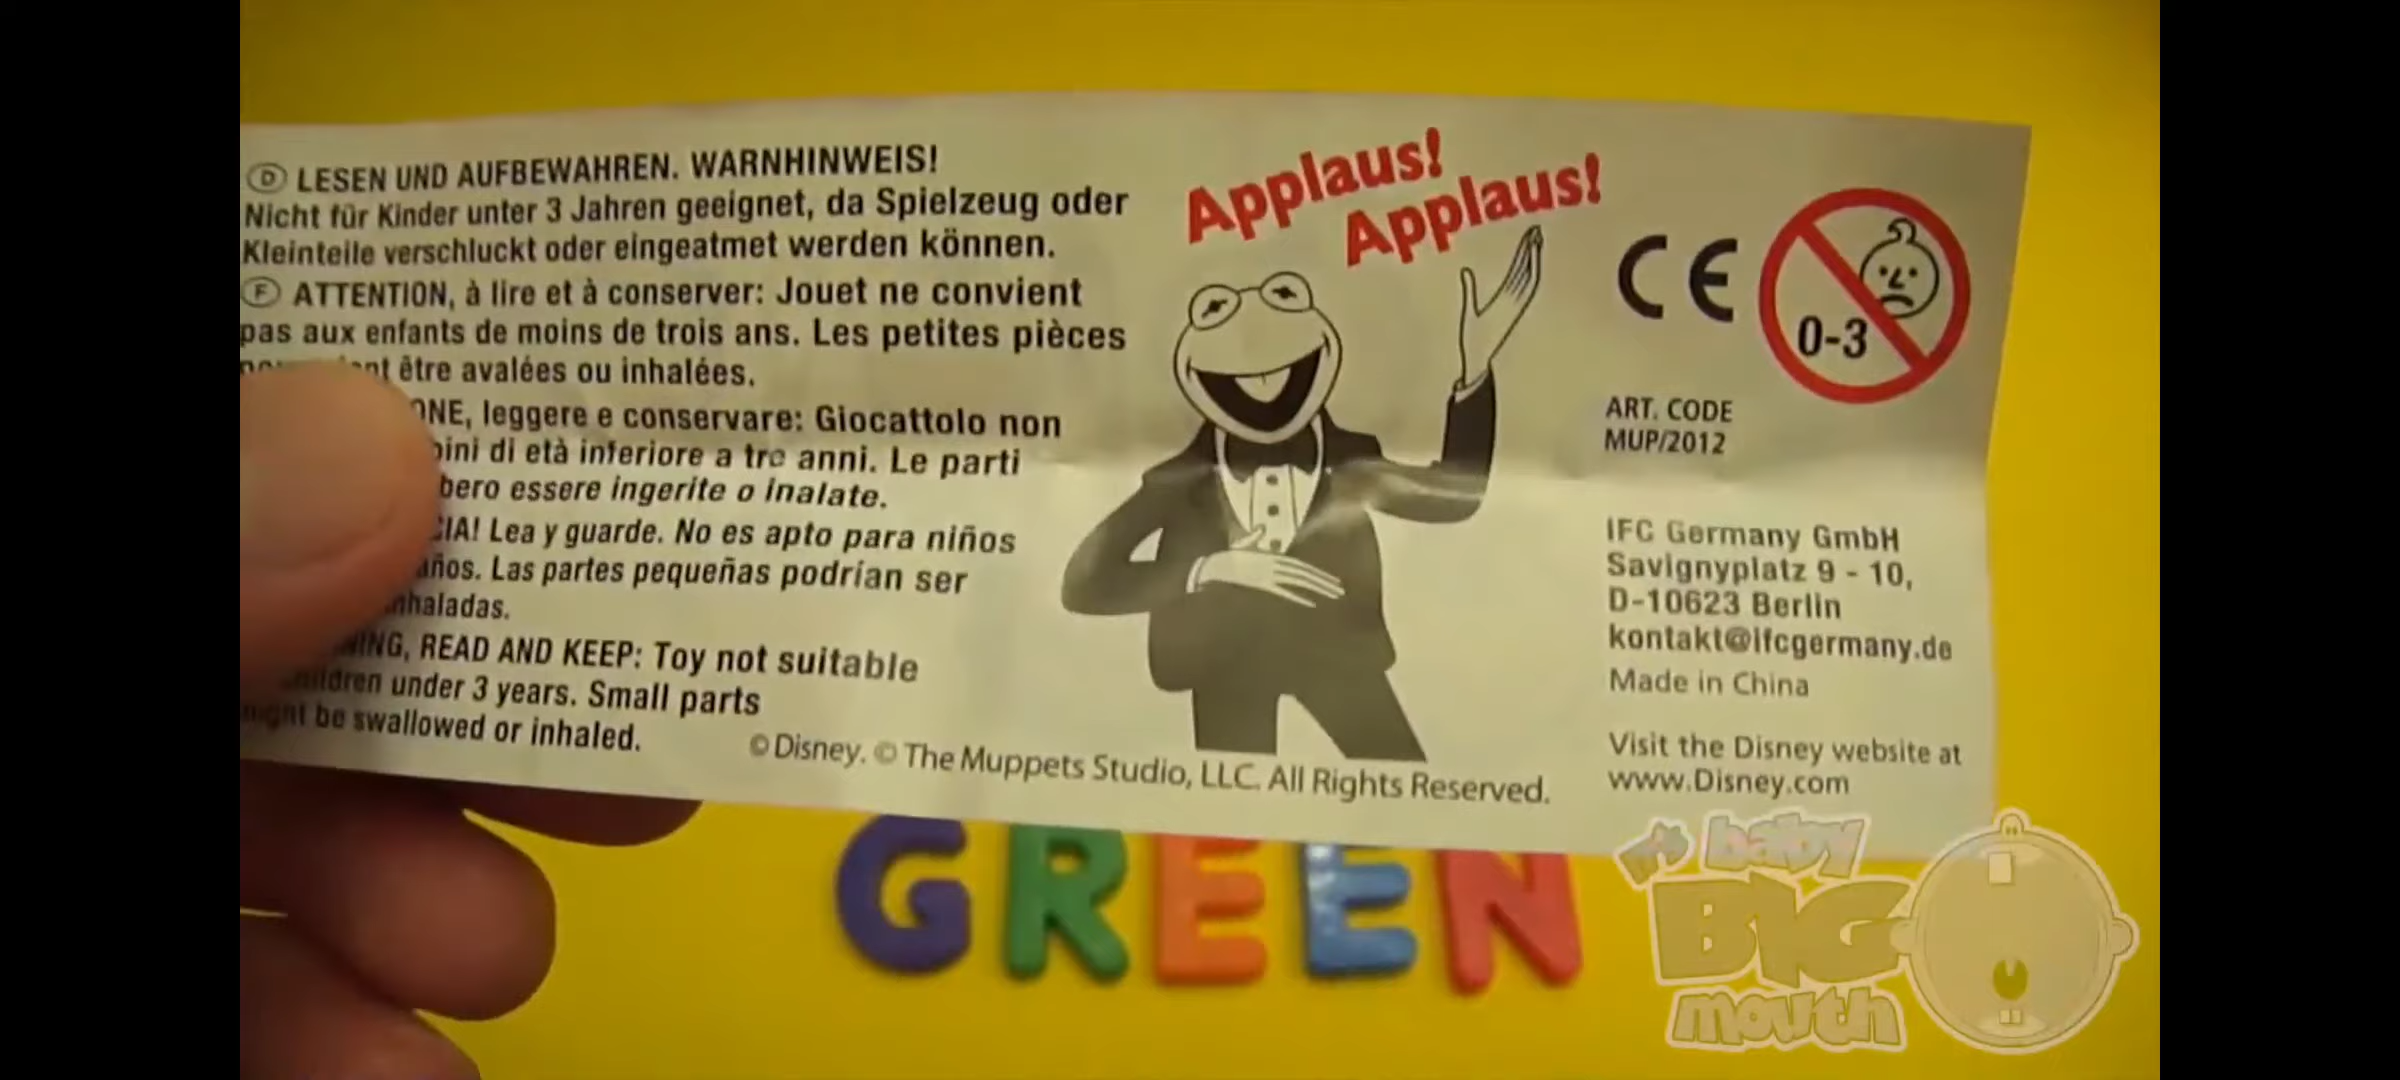 D LESEN UND AUFBEWAHREN. WARNHINWEIS!
Nicht für Kinder unter 3 Jahren geeignet, da Spielzeug oder
Kleinteile verschluckt oder eingeatmet werden können.
F ATTENTION, à lire et à conserver: Jouet ne convient
pas aux enfants de moins de trois ans. Les petites pièces
être avalées ou inhalées.
leggere e conservare: Giocattolo non
di età inferiore a tre anni. Le parti
essere ingerite o inalate.
Lea y guarde. No es apto para niños
años. Las partes pequeñas podrían ser
READ AND KEEP: Toy not suitable
under 3 years. Small parts
be swallowed or inhaled.
Applaus!
Applaus!
CE
0-3
ART. CODE
MUP/2012
IFC Germany GmbH
Savignyplatz 9 - 10,
D-10623 Berlin
kontakt@ifcgermany.de
Made in China
Visit the Disney website at
www.Disney.com
© Disney. © The Muppets Studio, LLC. All Rights Reserved.
GREEN
baby
BIG
mouth